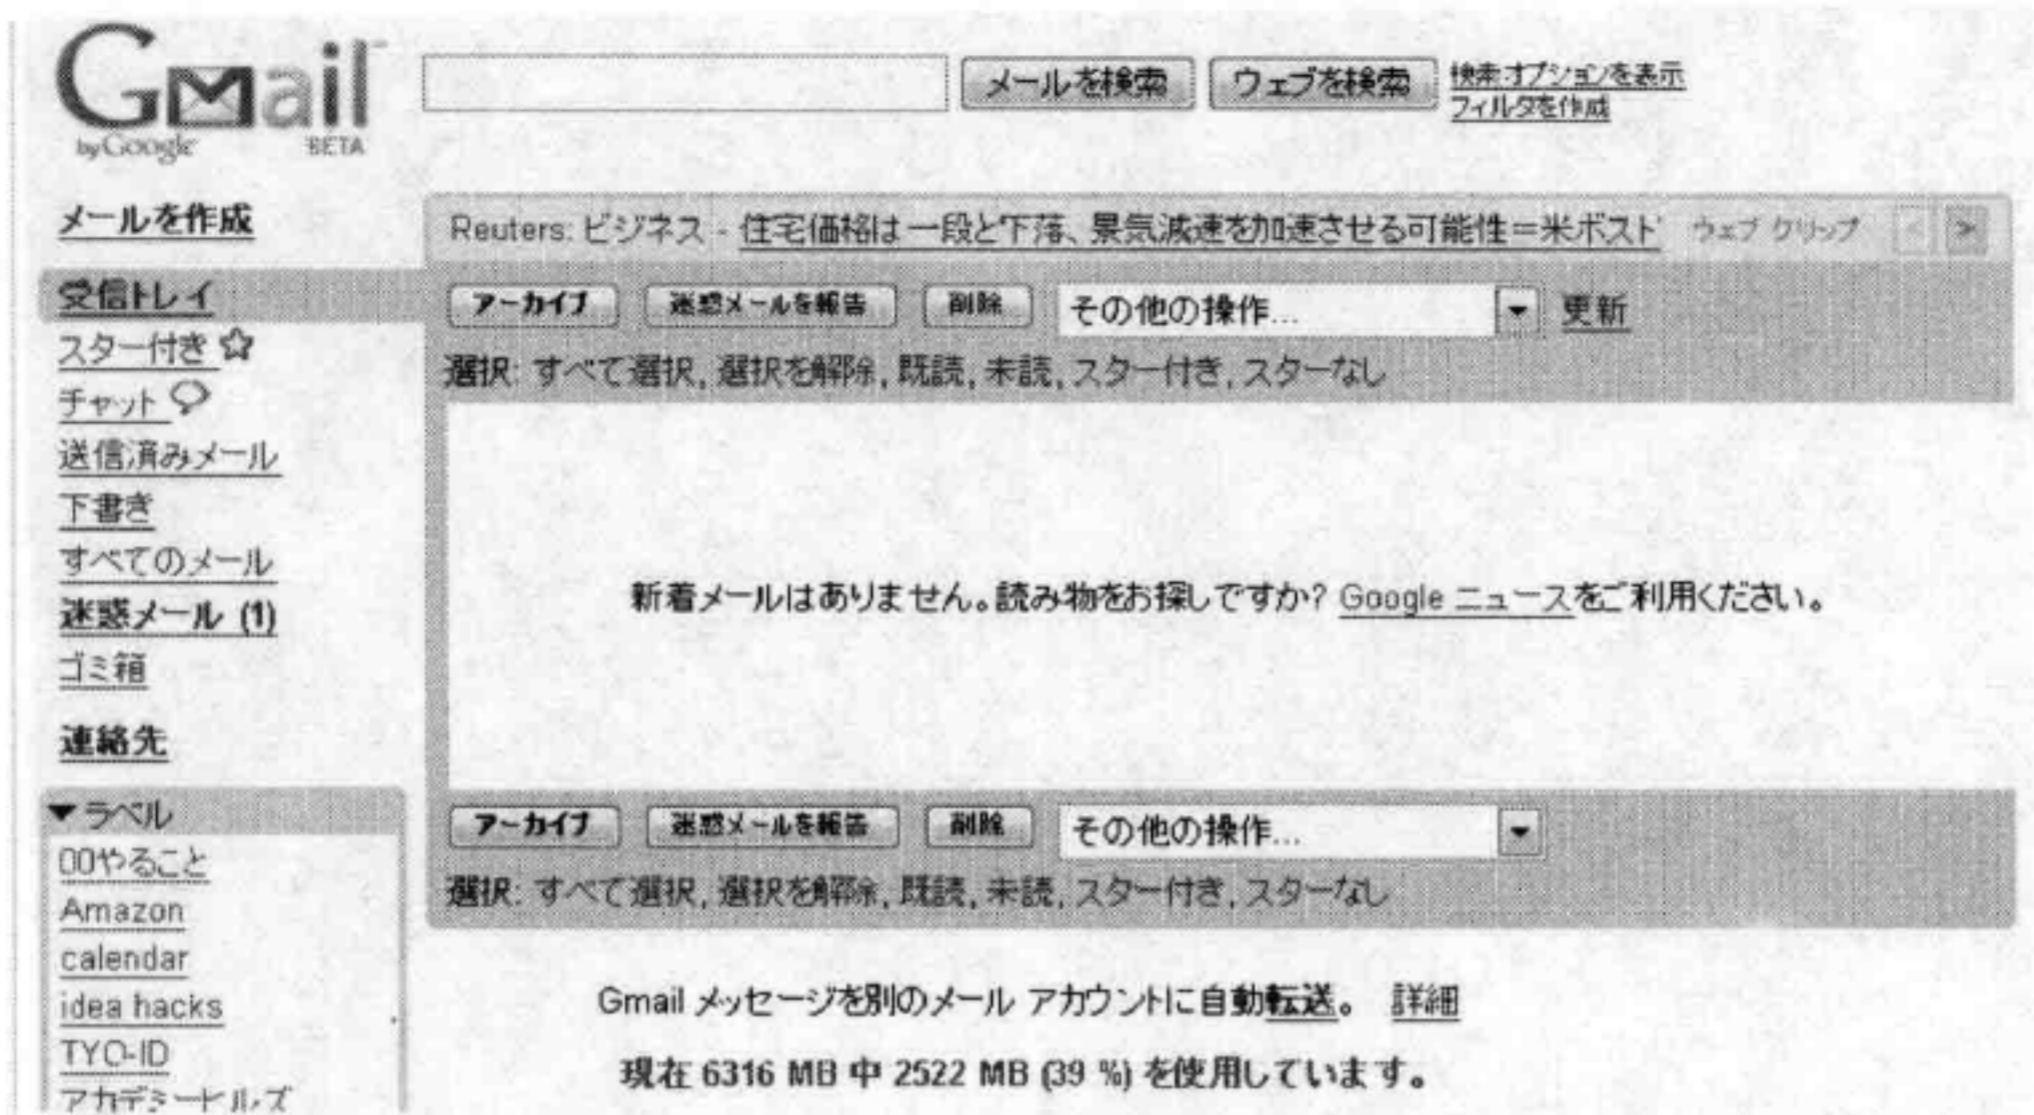 Gmail
by Google BETA
メールを検索 ウェブを検索 検索オプションを表示
フィルタを作成
メールを作成
Reuters: ビジネス - 住宅価格は一段と下落、景気減速を加速させる可能性＝米ボスト ウェブ クリップ < >
受信トレイ
アーカイブ 迷惑メールを報告 削除 その他の操作... 更新
スター付き
選択: すべて選択, 選択を解除, 既読, 未読, スター付き, スターなし
チャット
送信済みメール
下書き
すべてのメール
新着メールはありません。読み物をお探しですか? Google ニュースをご利用ください。
迷惑メール (1)
ゴミ箱
連絡先
ラベル
アーカイブ 迷惑メールを報告 削除 その他の操作...
00やること
選択: すべて選択, 選択を解除, 既読, 未読, スター付き, スターなし
Amazon
calendar
idea hacks
Gmail メッセージを別のメール アカウントに自動転送。 詳細
TYO-ID
現在 6316 MB 中 2522 MB (39 %) を使用しています。
アカデミーヒルズ